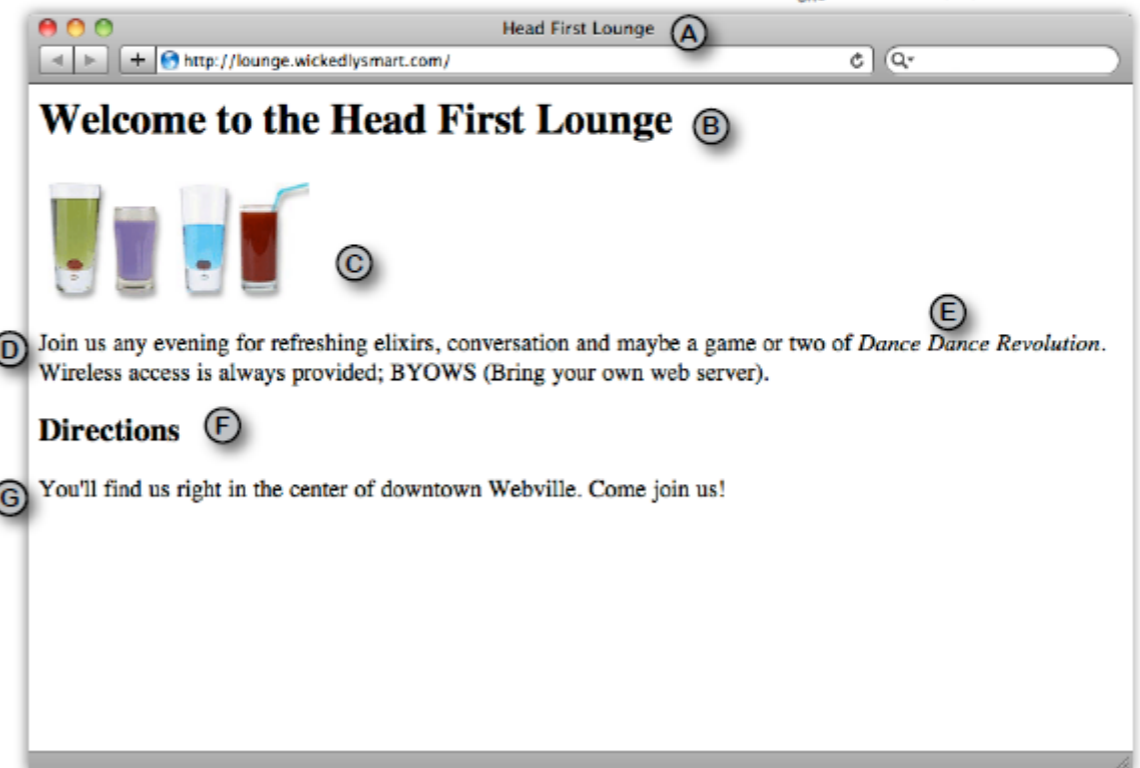 Head First Lounge A
http://lounge.wickedlysmart.com/
Welcome to the Head First Lounge B
C
E
D Join us any evening for refreshing elixirs, conversation and maybe a game or two of Dance Dance Revolution.
Wireless access is always provided; BYOWS (Bring your own web server).
Directions F
G You'll find us right in the center of downtown Webville. Come join us!